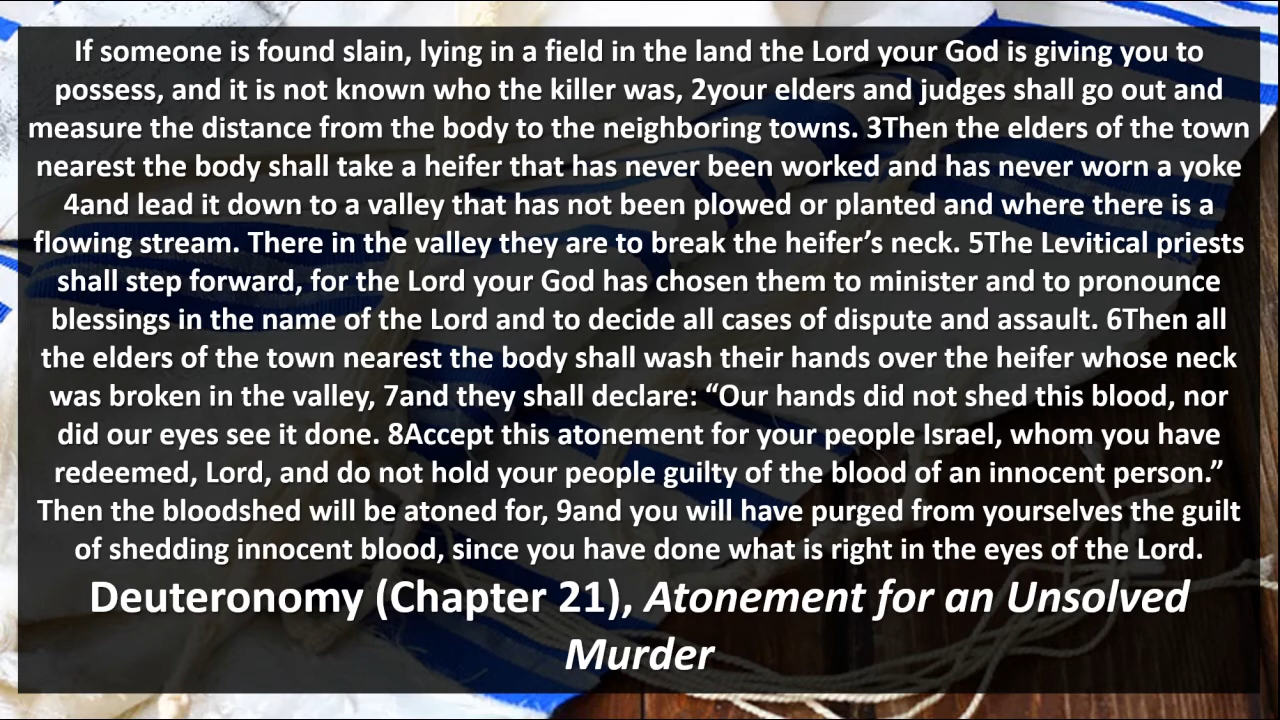 If someone is found slain, lying in a field in the land the Lord your God is giving you to
possess, and it is not known who the killer was, 2your elders and judges shall go out and
measure the distance from the body to the neighboring towns. 3Then the elders of the town
nearest the body shall take a heifer that has never been worked and has never worn a yoke
4and lead it down to a valley that has not been plowed or planted and where there is a
flowing stream. There in the valley they are to break the heifer’s neck. 5The Levitical priests
shall step forward, for the Lord your God has chosen them to minister and to pronounce
blessings in the name of the Lord and to decide all cases of dispute and assault. 6Then all
the elders of the town nearest the body shall wash their hands over the heifer whose neck
was broken in the valley, 7and they shall declare: “Our hands did not shed this blood, nor
did our eyes see it done. 8Accept this atonement for your people Israel, whom you have
redeemed, Lord, and do not hold your people guilty of the blood of an innocent person.”
Then the bloodshed will be atoned for, 9and you will have purged from yourselves the guilt
of shedding innocent blood, since you have done what is right in the eyes of the Lord.
Deuteronomy (Chapter 21), Atonement for an Unsolved
Murder